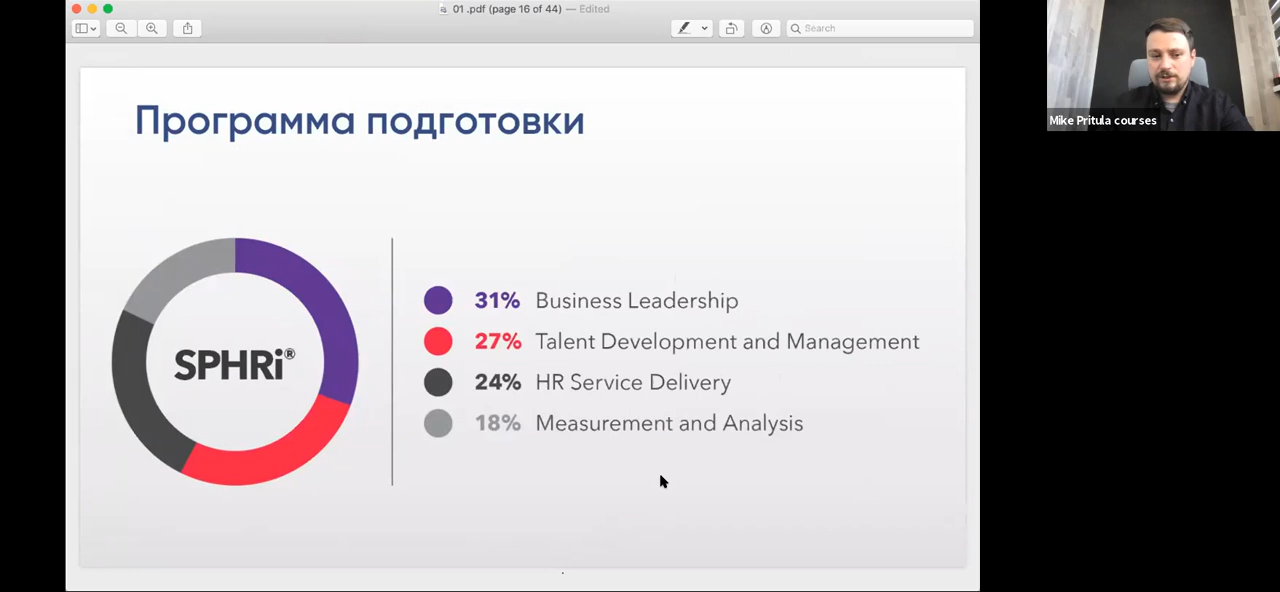 01 .pdf (page 16 of 44) — Edited
Search
Mike Pritula courses
Программа подготовки
SPHRi®
31% Business Leadership
27% Talent Development and Management
24% HR Service Delivery
18% Measurement and Analysis